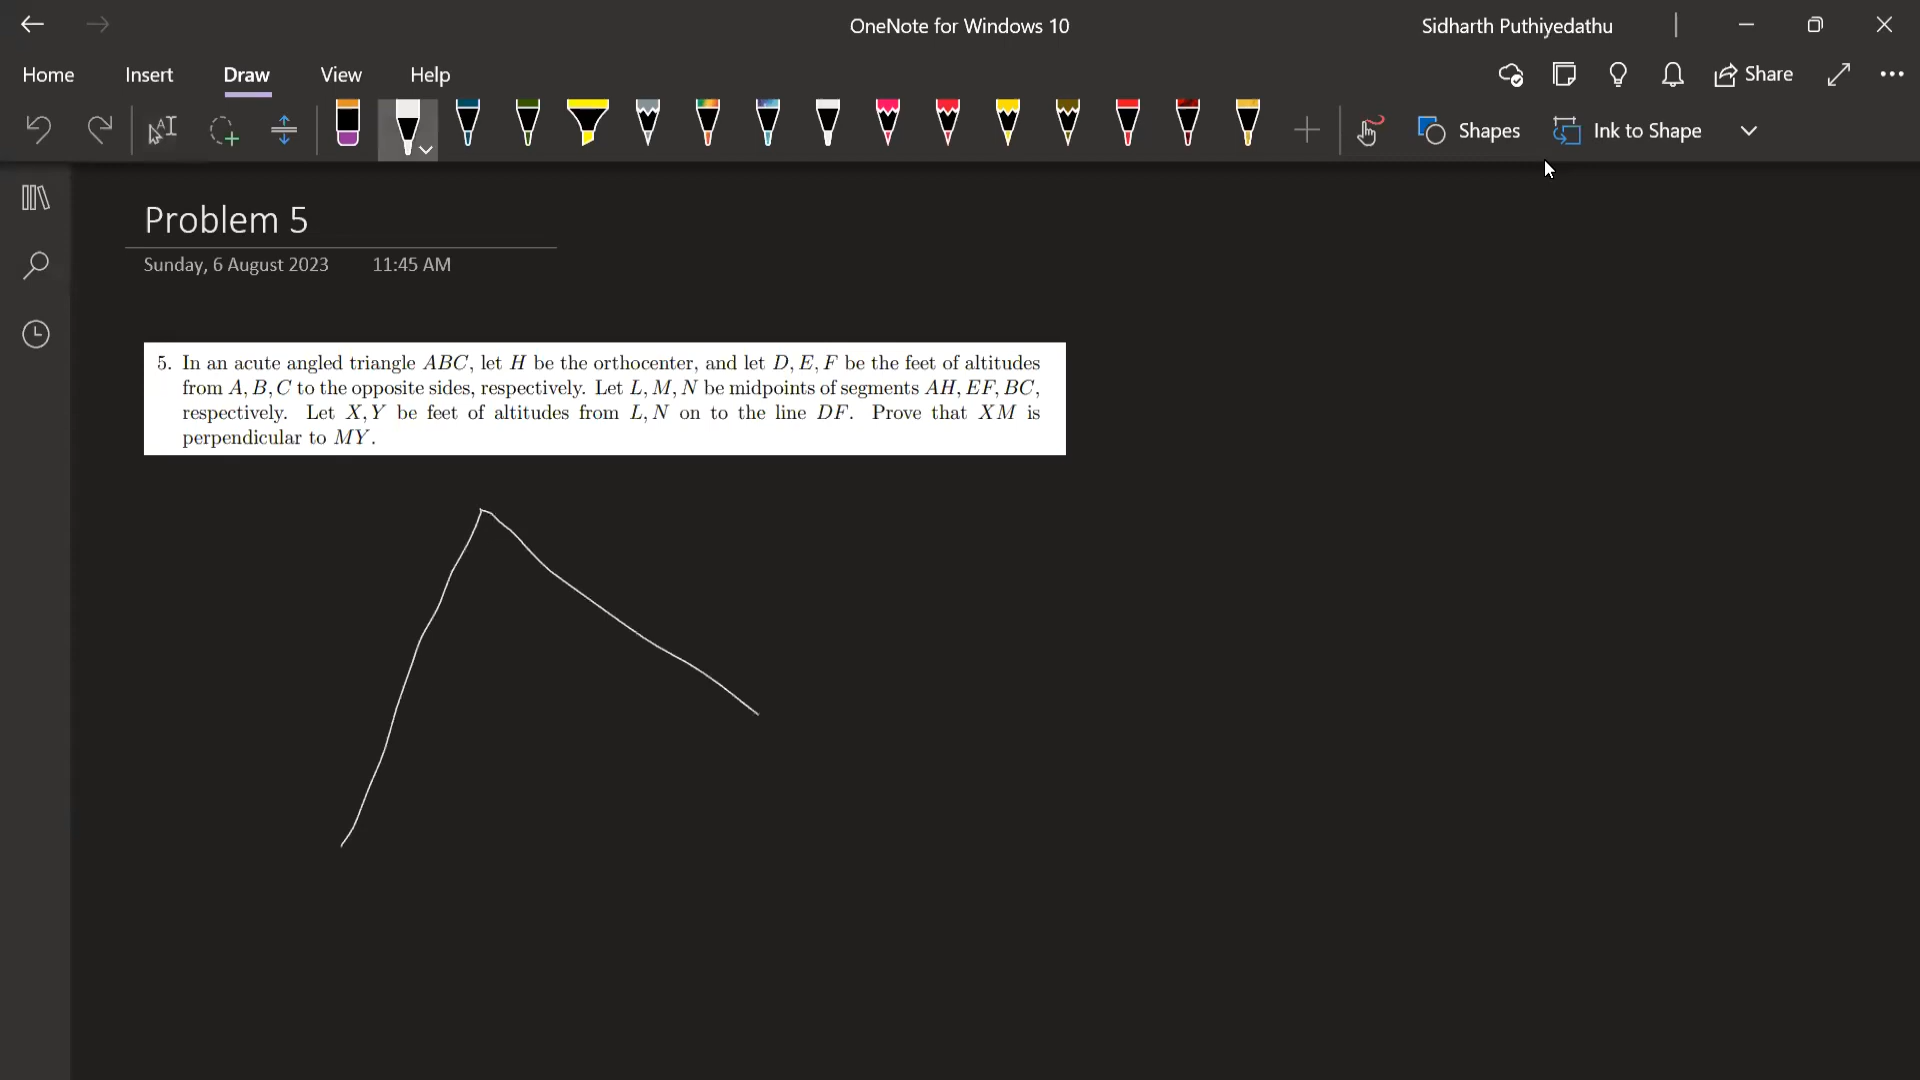 OneNote for Windows 10
Sidharth Puthiyedathu
Home Insert Draw View Help
Share
AI
Shapes
Ink to Shape
Problem 5
Sunday, 6 August 2023 11:45 AM
5. In an acute angled triangle ABC, let H be the orthocenter, and let D, E, F be the feet of altitudes
from A, B, C to the opposite sides, respectively. Let L, M, N be midpoints of segments AH, EF, BC,
respectively. Let X, Y be feet of altitudes from L, N on to the line DF. Prove that XM is
perpendicular to MY.